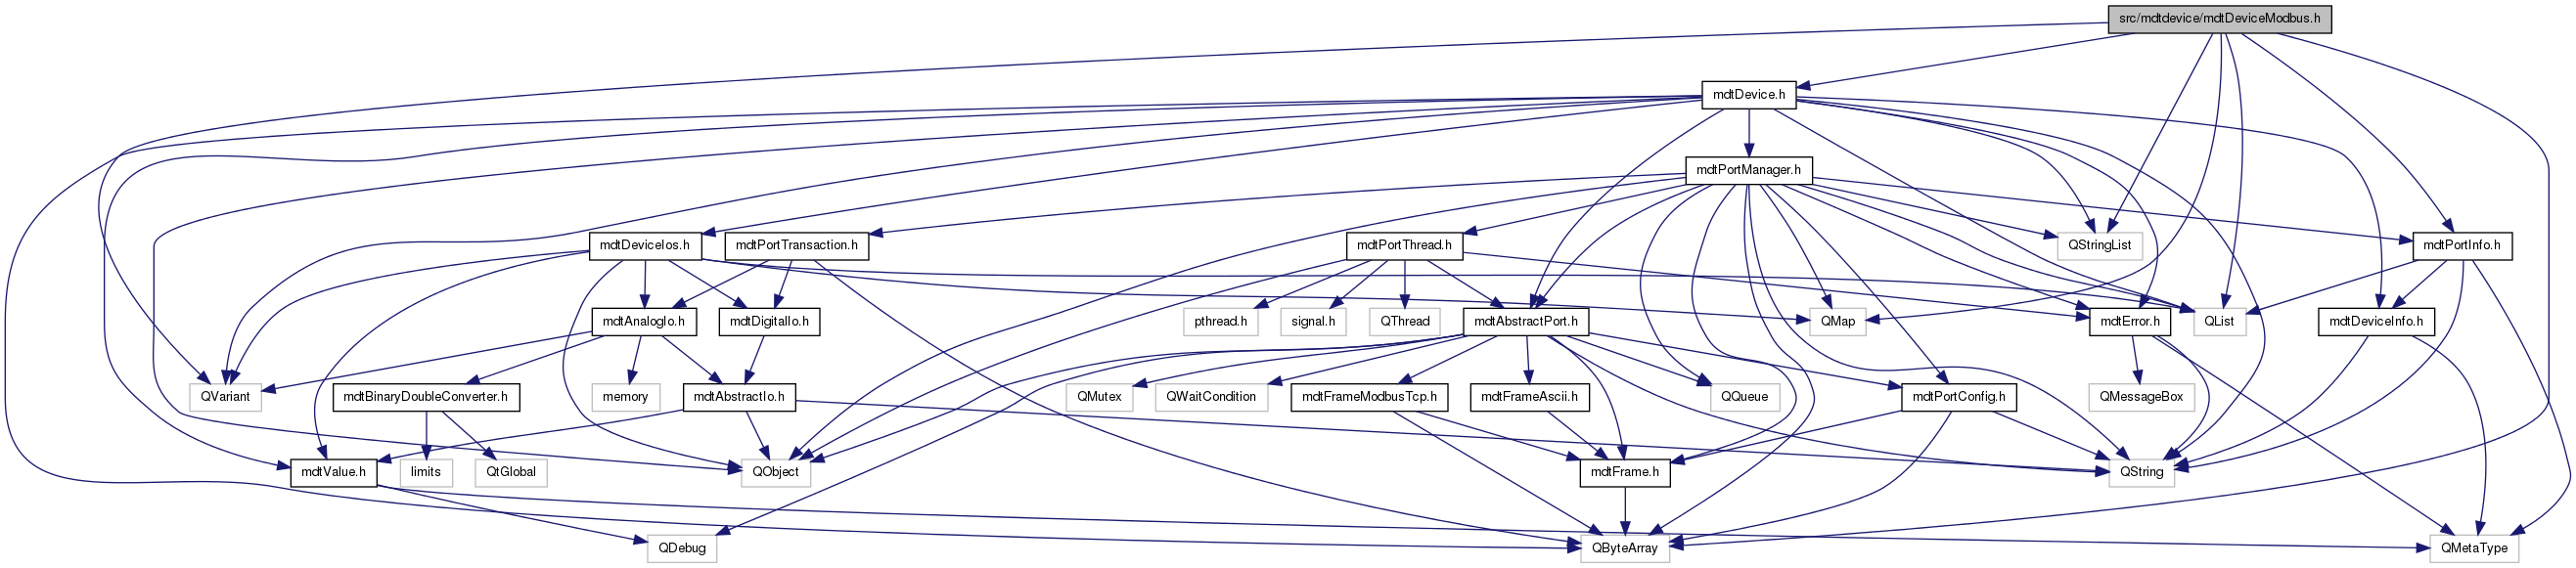 src/mdtdevice/mdtDeviceModbus.h
mdtDevice.h
mdtPortManager.h
mdtDeviceIos.h
mdtPortTransaction.h
mdtPortThread.h
QStringList
mdtPortInfo.h
mdtAnalogIo.h
mdtDigitalIo.h
pthread.h
signal.h
QThread
mdtAbstractPort.h
QMap
mdtError.h
QList
mdtDeviceInfo.h
QVariant
mdtBinaryDoubleConverter.h
memory
mdtAbstractIo.h
QMutex
QWaitCondition
mdtFrameModbusTcp.h
mdtFrameAscii.h
QQueue
mdtPortConfig.h
QMessageBox
mdtValue.h
limits
QtGlobal
QObject
mdtFrame.h
QString
QDebug
QByteArray
QMetaType